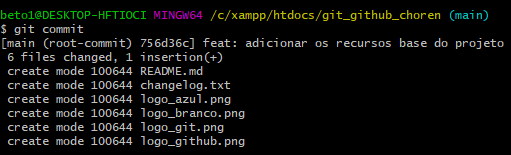 beto1@DESKTOP-HFTIOCI MINGW64 /c/xampp/htdocs/git_github_choren (main)
$ git commit
[main (root-commit) 756d36c] feat: adicionar os recursos base do projeto
 6 files changed, 1 insertion(+)
 create mode 100644 README.md
 create mode 100644 changelog.txt
 create mode 100644 logo_azul.png
 create mode 100644 logo_branco.png
 create mode 100644 logo_git.png
 create mode 100644 logo_github.png